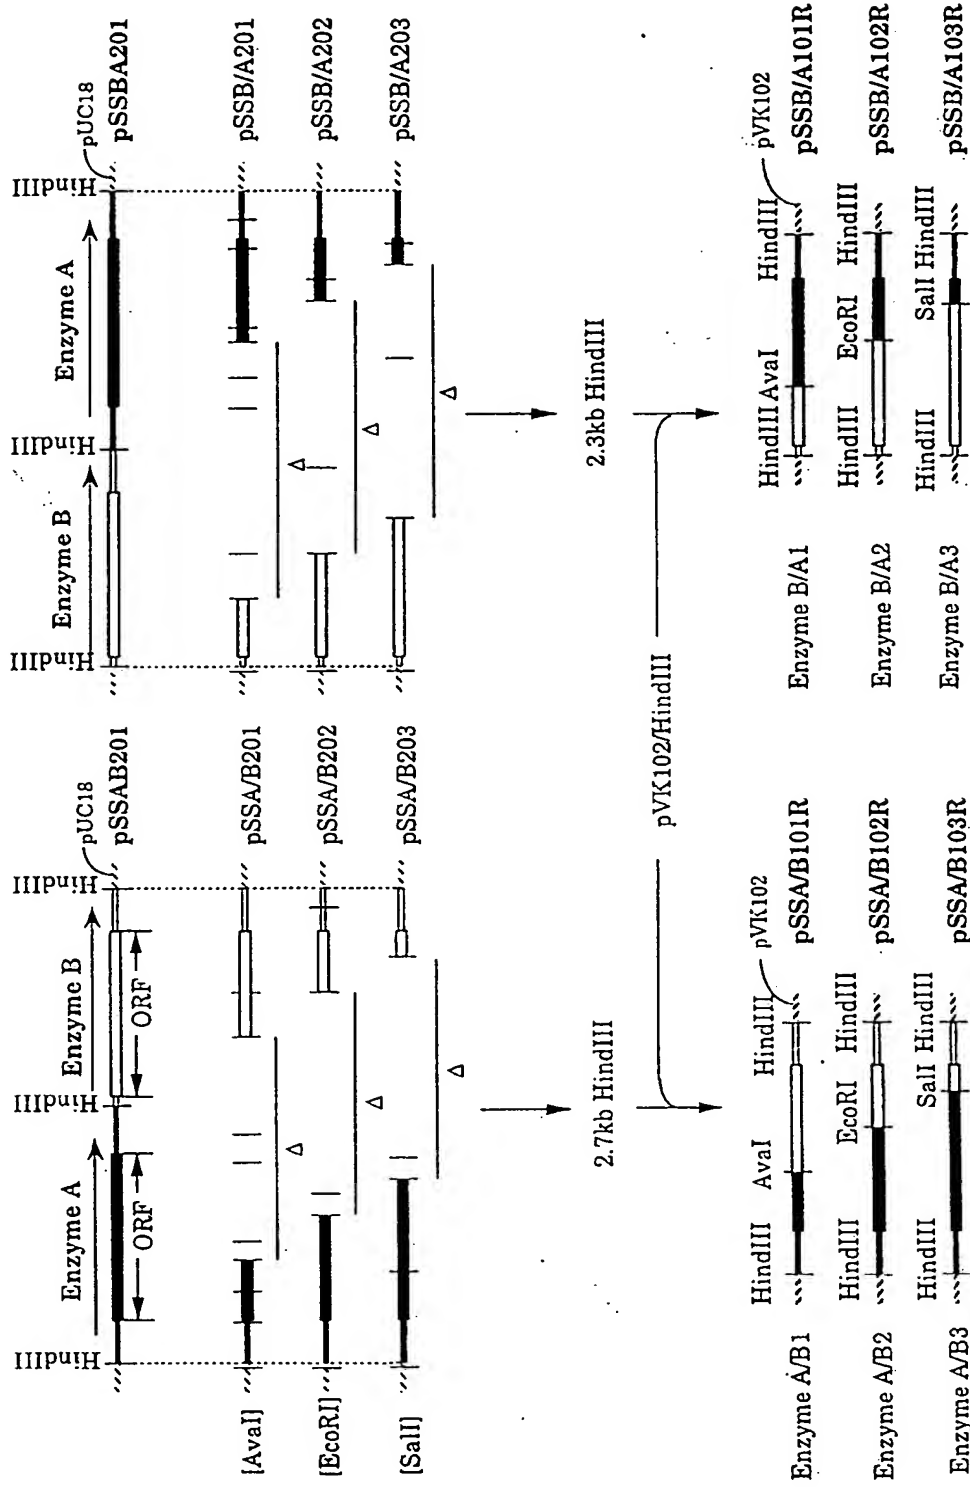 HindIII
Enzyme A
HindIII
Enzyme B
HindIII
pUC18
pSSAB201
ORF
ORF
[AvaI]
pSSA/B201
[EcoRI]
pSSA/B202
[SalI]
pSSA/B203
HindIII
Enzyme B
HindIII
Enzyme A
HindIII
pUC18
pSSBA201
pSSB/A201
pSSB/A202
pSSB/A203
2.7kb HindIII
2.3kb HindIII
pVK102/HindIII
HindIII AvaI HindIII
pVK102
Enzyme A/B1
pSSA/B101R
HindIII EcoRI HindIII
Enzyme A/B2
pSSA/B102R
HindIII SalI HindIII
Enzyme A/B3
pSSA/B103R
HindIII AvaI HindIII
pVK102
Enzyme B/A1
pSSB/A101R
HindIII EcoRI HindIII
Enzyme B/A2
pSSB/A102R
HindIII SalI HindIII
Enzyme B/A3
pSSB/A103R